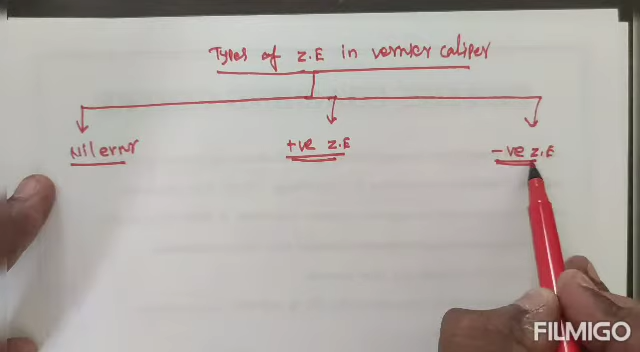 Types of Z.E in vernier caliper
Nil error
+ve Z.E
-ve Z.E
FILMIGO